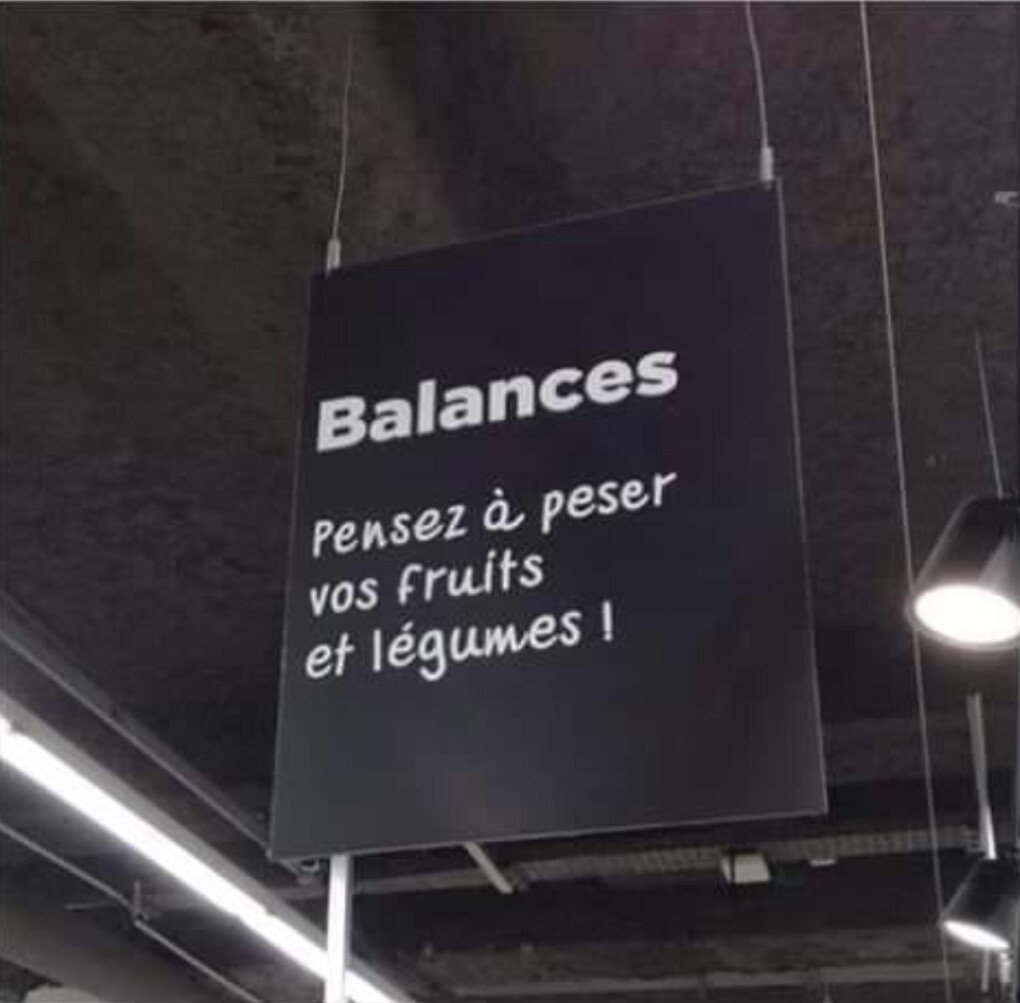 Balances
Pensez à peser
vos fruits
et légumes !